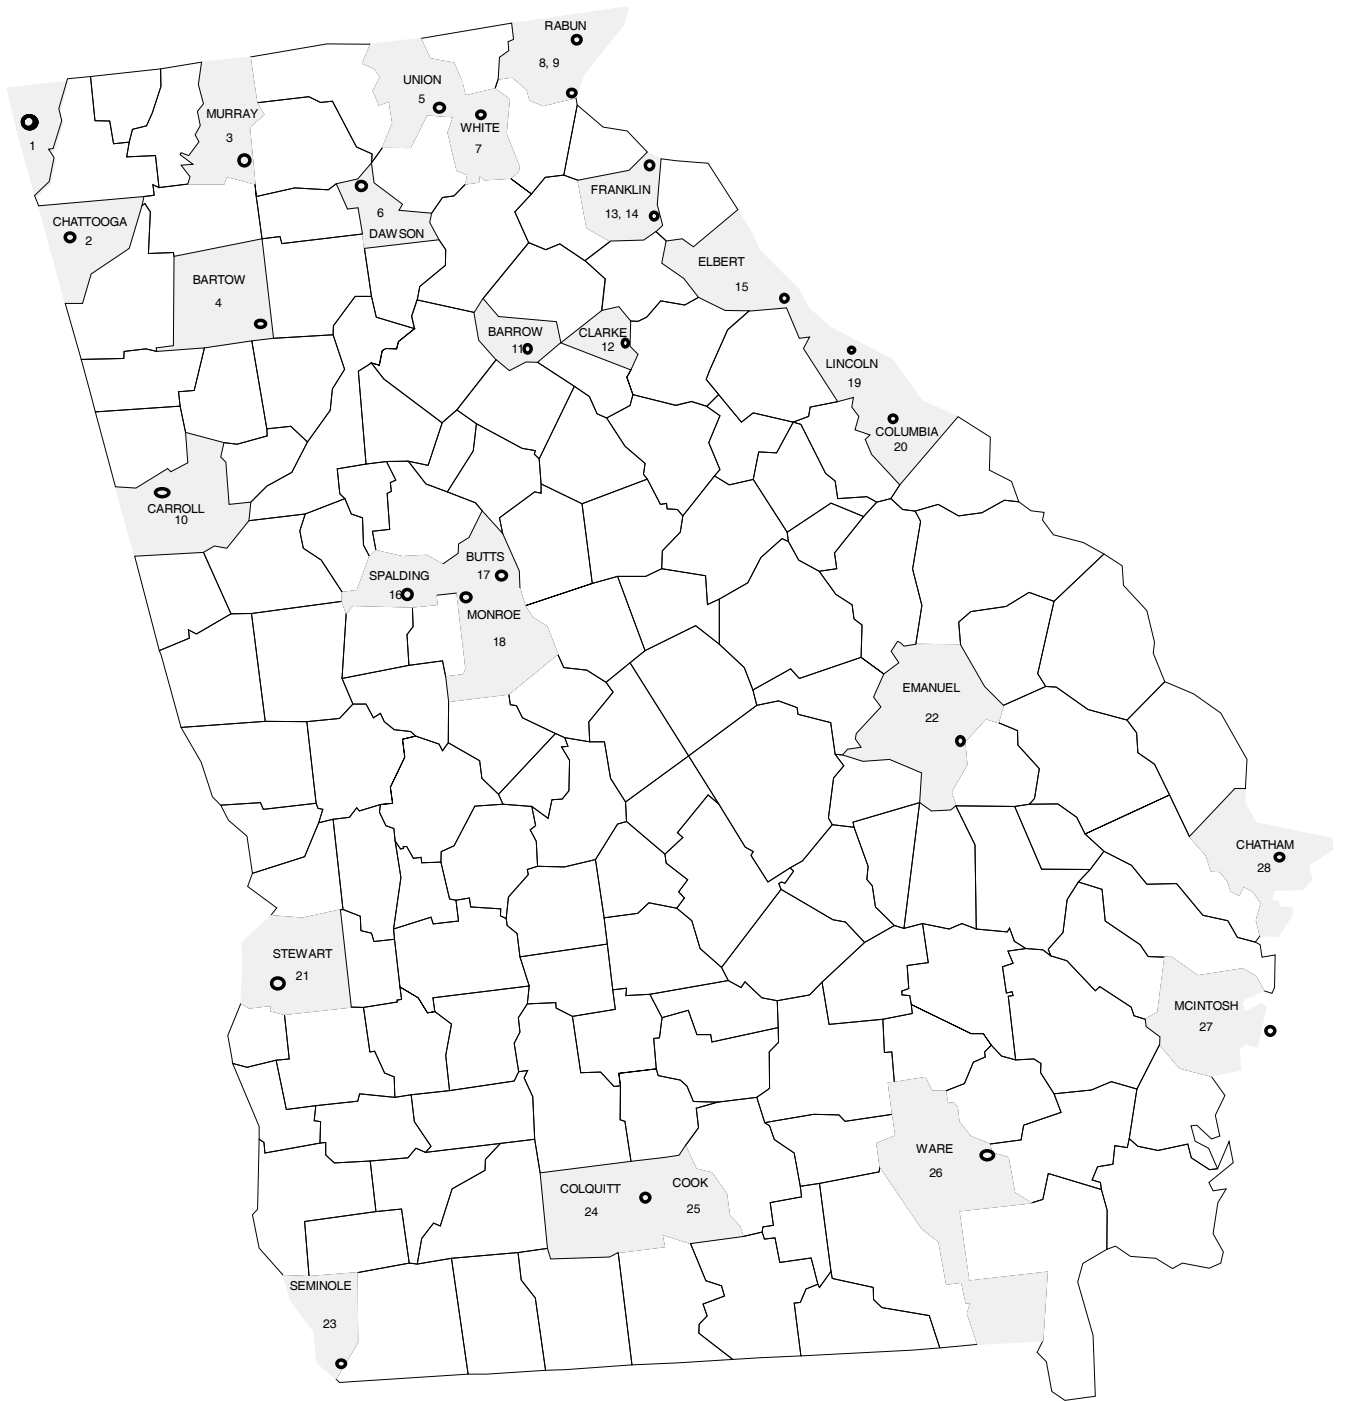 RABUN
8, 9
UNION
5
MURRAY
3
WHITE
7
1
FRANKLIN
13, 14
6
DAWSON
CHATTOOGA
2
ELBERT
15
BARTOW
4
BARROW
11
CLARKE
12
LINCOLN
19
COLUMBIA
20
CARROLL
10
BUTTS
17
SPALDING
16
MONROE
18
EMANUEL
22
CHATHAM
28
STEWART
21
MCINTOSH
27
WARE
26
COLQUITT
24
COOK
25
SEMINOLE
23